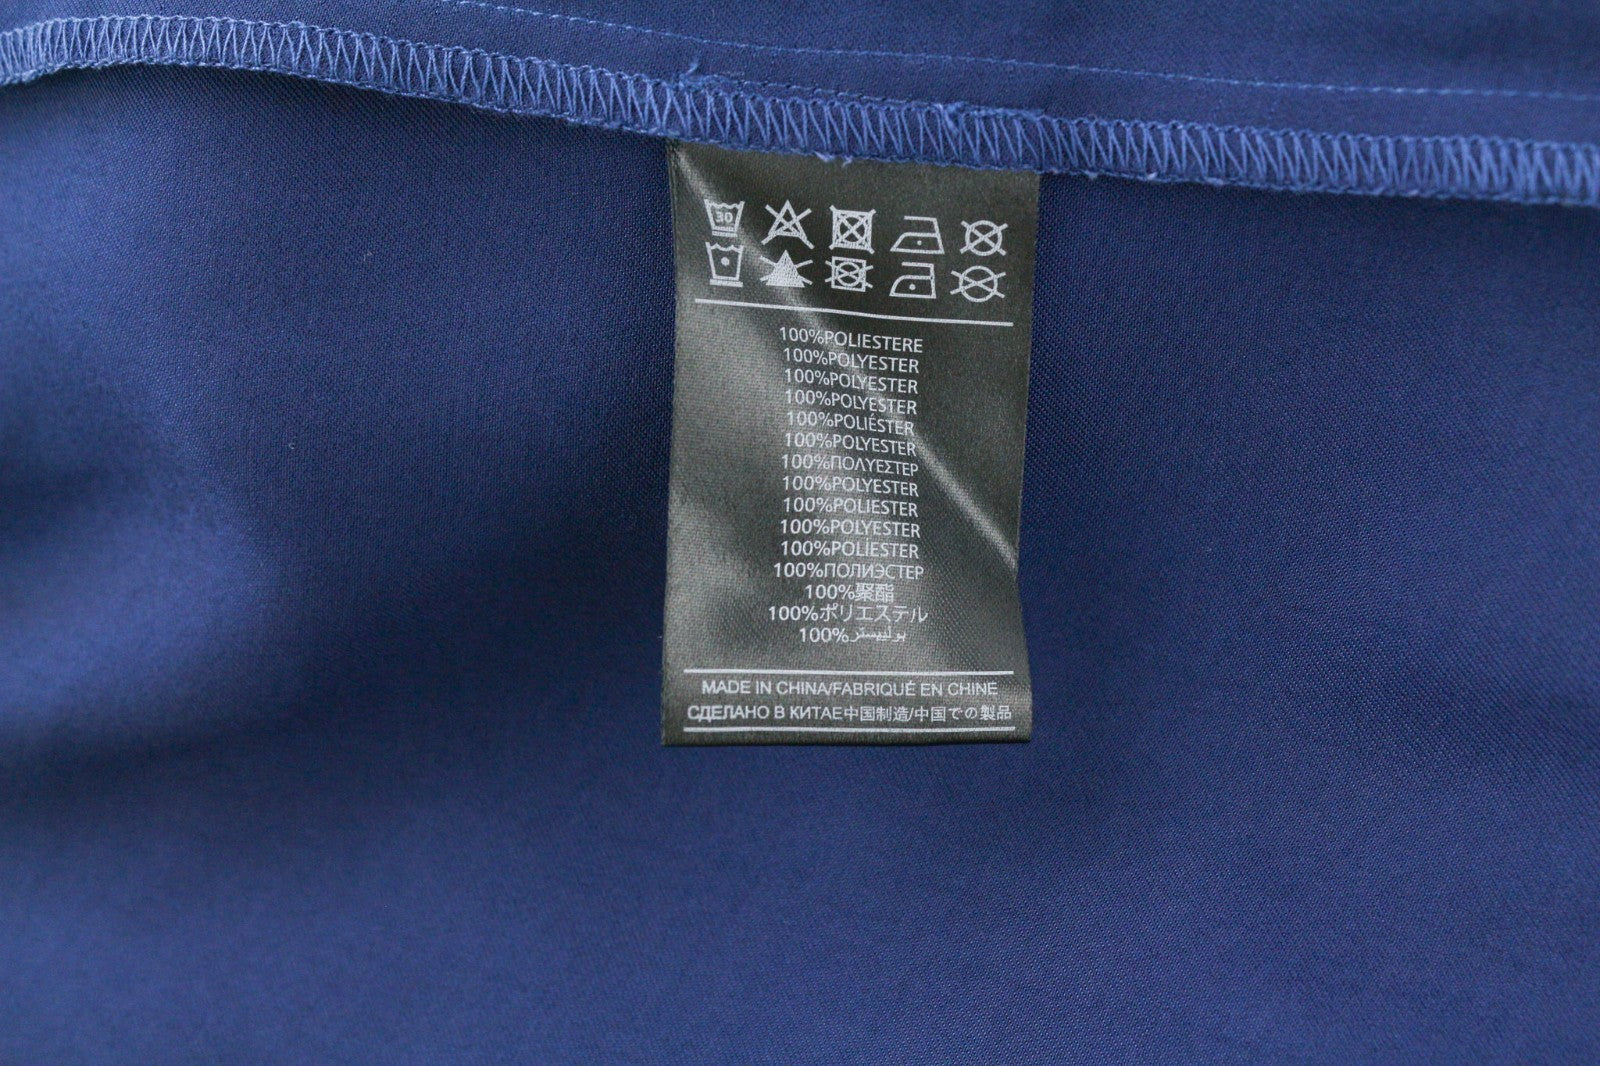 30
100%POLIESTERE
100%POLYESTER
100%POLYESTER
100%POLYESTER
100%POLIÉSTER
100%POLYESTER
100%ΠΟΛΥΕΣΤΕΡ
100%POLYESTER
100%POLIESTER
100%POLYESTER
100%POLİESTER
100%ПОЛИЭСТЕР
100%聚酯
100%ポリエステル
100%بوليستر
MADE IN CHINA/FABRIQUÉ EN CHINE
СДЕЛАНО В КИТАЕ中国制造/中国での製品